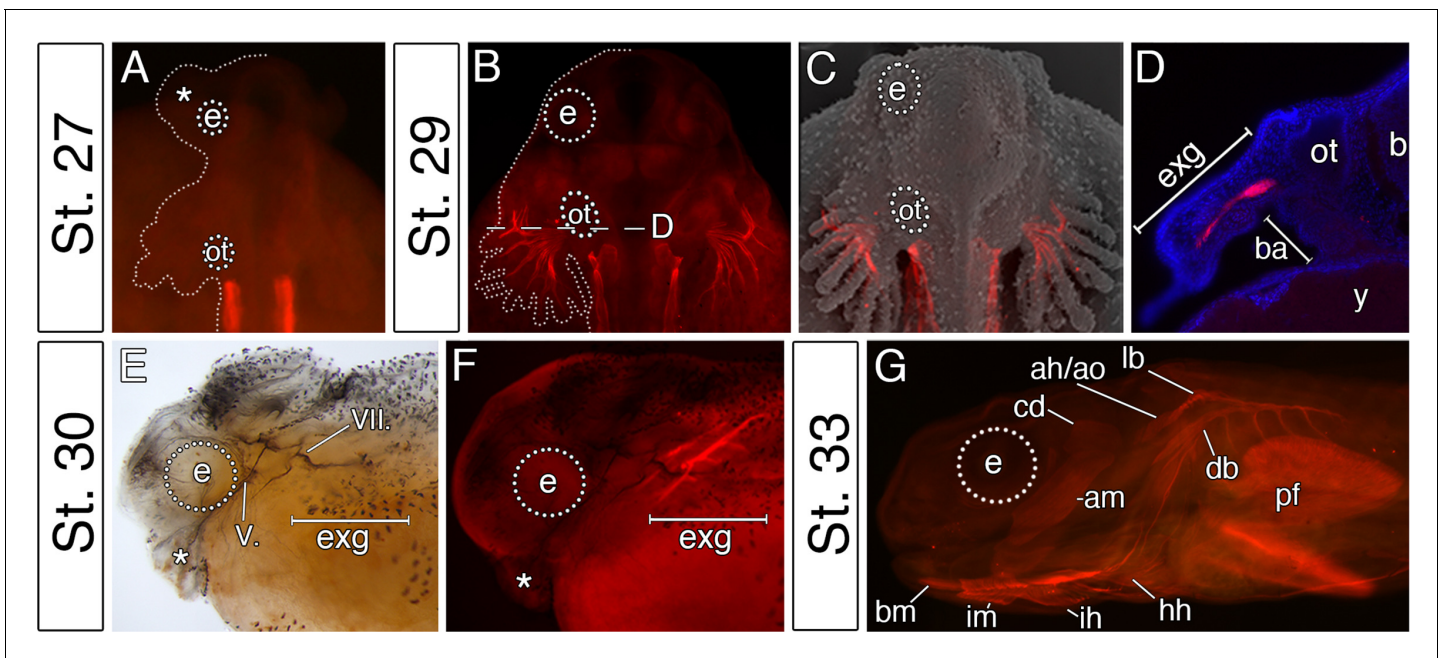 St. 27
A
*
e
ot
St. 29
B
e
ot
D
C
e
ot
D
exg
ot
b
ba
y
St. 30
E
VII.
e
V.
exg
*
F
e
exg
*
St. 33
G
lb
ah/ao
cd
e
db
-am
pf
bm
im
ih
hh